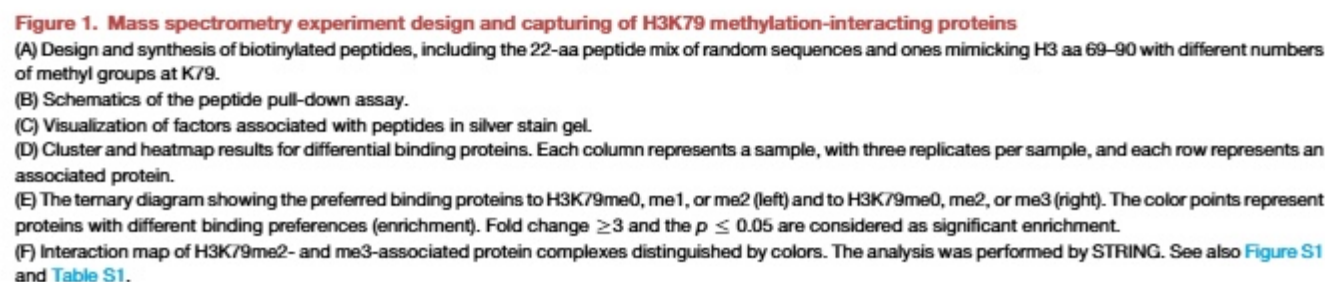 Figure 1. Mass spectrometry experiment design and capturing of H3K79 methylation-interacting proteins
(A) Design and synthesis of biotinylated peptides, including the 22-aa peptide mix of random sequences and ones mimicking H3 aa 69–90 with different numbers
of methyl groups at K79.
(B) Schematics of the peptide pull-down assay.
(C) Visualization of factors associated with peptides in silver stain gel.
(D) Cluster and heatmap results for differential binding proteins. Each column represents a sample, with three replicates per sample, and each row represents an
associated protein.
(E) The ternary diagram showing the preferred binding proteins to H3K79me0, me1, or me2 (left) and to H3K79me0, me2, or me3 (right). The color points represent
proteins with different binding preferences (enrichment). Fold change ≥3 and the p ≤ 0.05 are considered as significant enrichment.
(F) Interaction map of H3K79me2- and me3-associated protein complexes distinguished by colors. The analysis was performed by STRING. See also Figure S1
and Table S1.